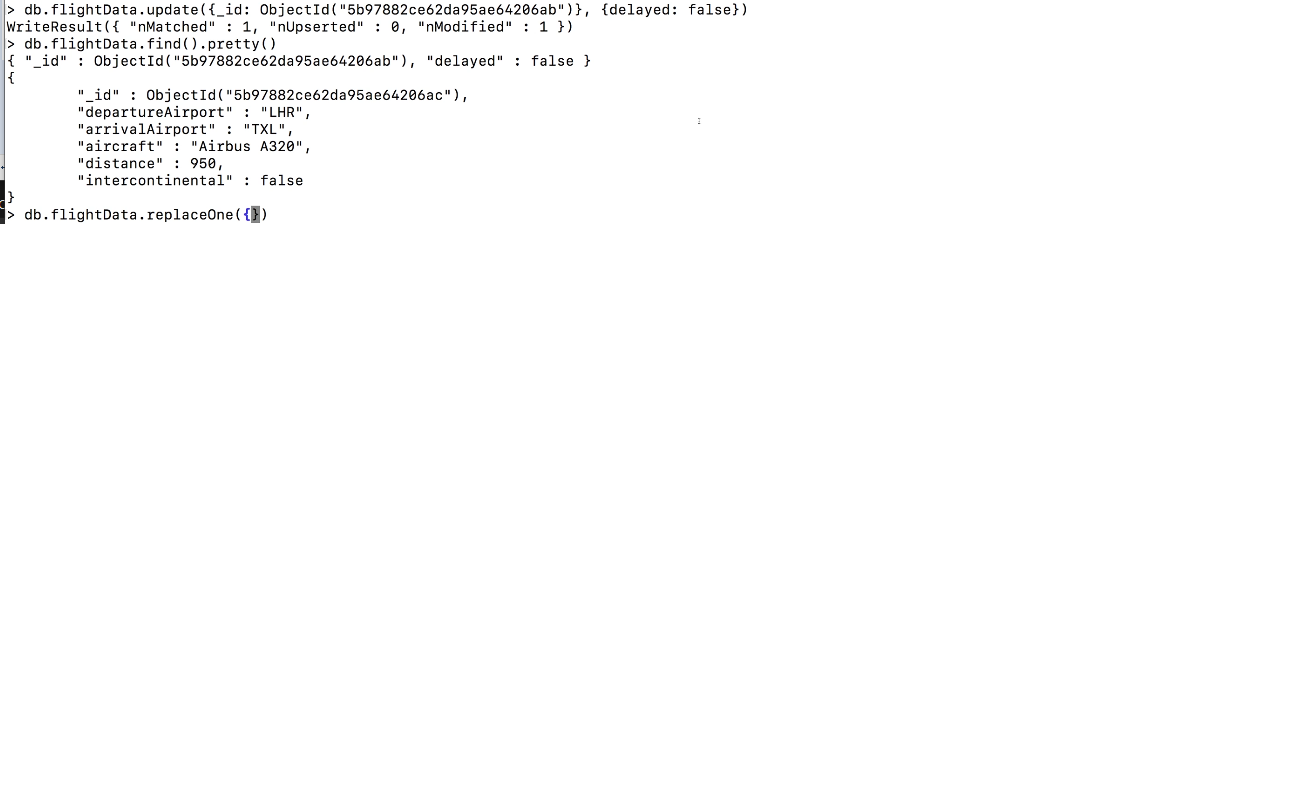 > db.flightData.update({_id: ObjectId("5b97882ce62da95ae64206ab")}, {delayed: false})
WriteResult({ "nMatched" : 1, "nUpserted" : 0, "nModified" : 1 })
> db.flightData.find().pretty()
{ "_id" : ObjectId("5b97882ce62da95ae64206ab"), "delayed" : false }
{
        "_id" : ObjectId("5b97882ce62da95ae64206ac"),
        "departureAirport" : "LHR",
        "arrivalAirport" : "TXL",
        "aircraft" : "Airbus A320",
        "distance" : 950,
        "intercontinental" : false
}
> db.flightData.replaceOne({})